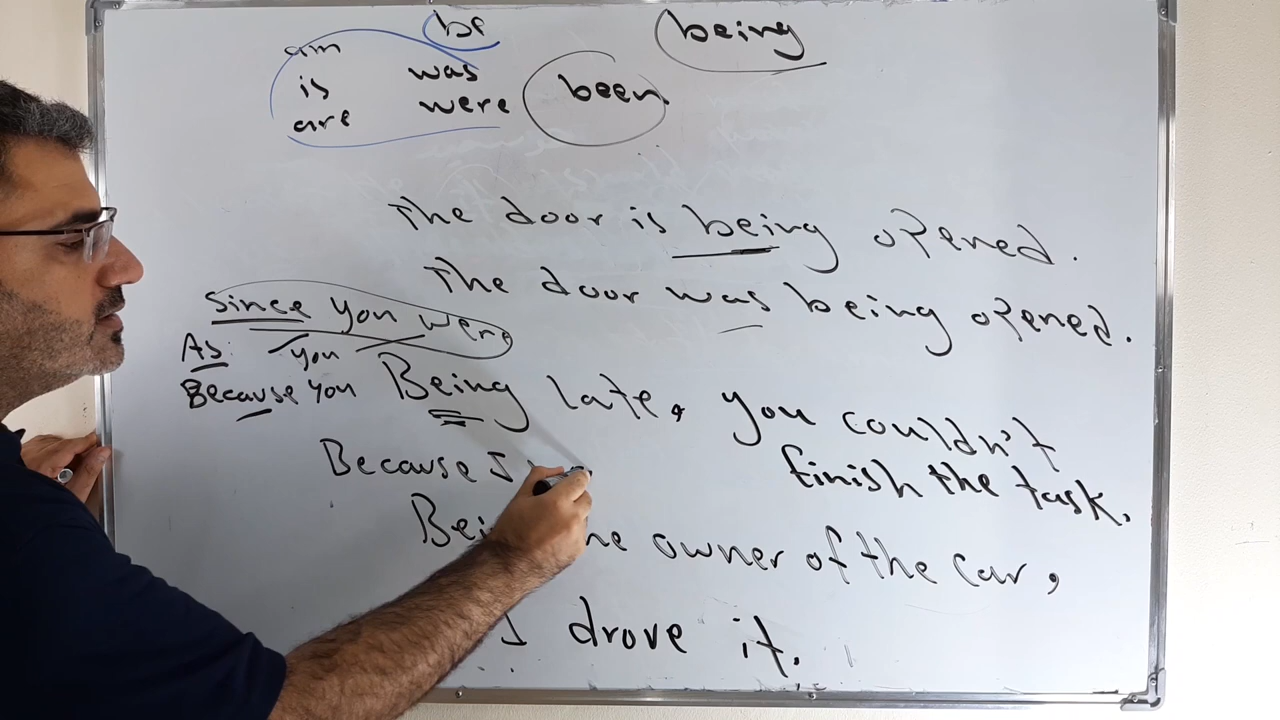 be being
am
is was been.
are were
The door is being opened.
The door was being opened.
Since you were
As you
Because you Being late, you couldn't
finish the task.
Because I
owner of the car,
I drove it.